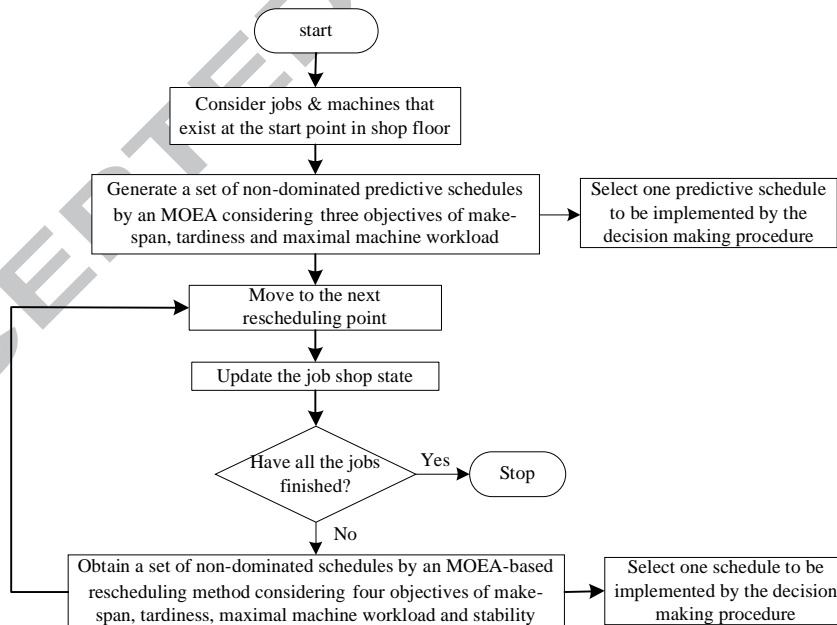 start
Consider jobs & machines that
exist at the start point in shop floor
Generate a set of non-dominated predictive schedules
by an MOEA considering three objectives of make-
span, tardiness and maximal machine workload
Select one predictive schedule
to be implemented by the
decision making procedure
Move to the next
rescheduling point
Update the job shop state
Have all the jobs
finished?
Yes
Stop
No
Obtain a set of non-dominated schedules by an MOEA-based
rescheduling method considering four objectives of make-
span, tardiness, maximal machine workload and stability
Select one schedule to be
implemented by the decision
making procedure